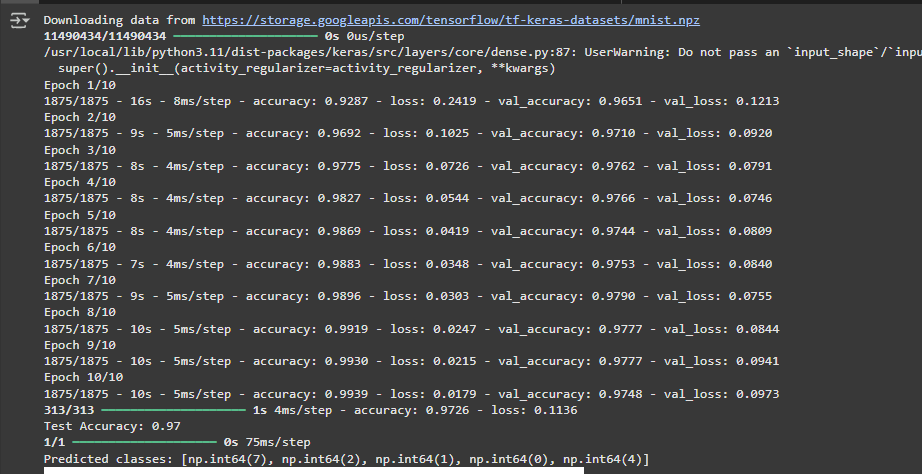 Downloading data from https://storage.googleapis.com/tensorflow/tf-keras-datasets/mnist.npz
11490434/11490434 ━━━━━━━━━━━━━━━━━━━━ 0s 0us/step
/usr/local/lib/python3.11/dist-packages/keras/src/layers/core/dense.py:87: UserWarning: Do not pass an `input_shape`/`inpu
super().__init__(activity_regularizer=activity_regularizer, **kwargs)
Epoch 1/10
1875/1875 - 16s - 8ms/step - accuracy: 0.9287 - loss: 0.2419 - val_accuracy: 0.9651 - val_loss: 0.1213
Epoch 2/10
1875/1875 - 9s - 5ms/step - accuracy: 0.9692 - loss: 0.1025 - val_accuracy: 0.9710 - val_loss: 0.0920
Epoch 3/10
1875/1875 - 8s - 4ms/step - accuracy: 0.9775 - loss: 0.0726 - val_accuracy: 0.9762 - val_loss: 0.0791
Epoch 4/10
1875/1875 - 8s - 4ms/step - accuracy: 0.9827 - loss: 0.0544 - val_accuracy: 0.9766 - val_loss: 0.0746
Epoch 5/10
1875/1875 - 8s - 4ms/step - accuracy: 0.9869 - loss: 0.0419 - val_accuracy: 0.9744 - val_loss: 0.0809
Epoch 6/10
1875/1875 - 7s - 4ms/step - accuracy: 0.9883 - loss: 0.0348 - val_accuracy: 0.9753 - val_loss: 0.0840
Epoch 7/10
1875/1875 - 9s - 5ms/step - accuracy: 0.9896 - loss: 0.0303 - val_accuracy: 0.9790 - val_loss: 0.0755
Epoch 8/10
1875/1875 - 10s - 5ms/step - accuracy: 0.9919 - loss: 0.0247 - val_accuracy: 0.9777 - val_loss: 0.0844
Epoch 9/10
1875/1875 - 10s - 5ms/step - accuracy: 0.9930 - loss: 0.0215 - val_accuracy: 0.9777 - val_loss: 0.0941
Epoch 10/10
1875/1875 - 10s - 5ms/step - accuracy: 0.9939 - loss: 0.0179 - val_accuracy: 0.9748 - val_loss: 0.0973
313/313 ━━━━━━━━━━━━━━━━━━━━ 1s 4ms/step - accuracy: 0.9726 - loss: 0.1136
Test Accuracy: 0.97
1/1 ━━━━━━━━━━━━━━━━━━━━ 0s 75ms/step
Predicted classes: [np.int64(7), np.int64(2), np.int64(1), np.int64(0), np.int64(4)]